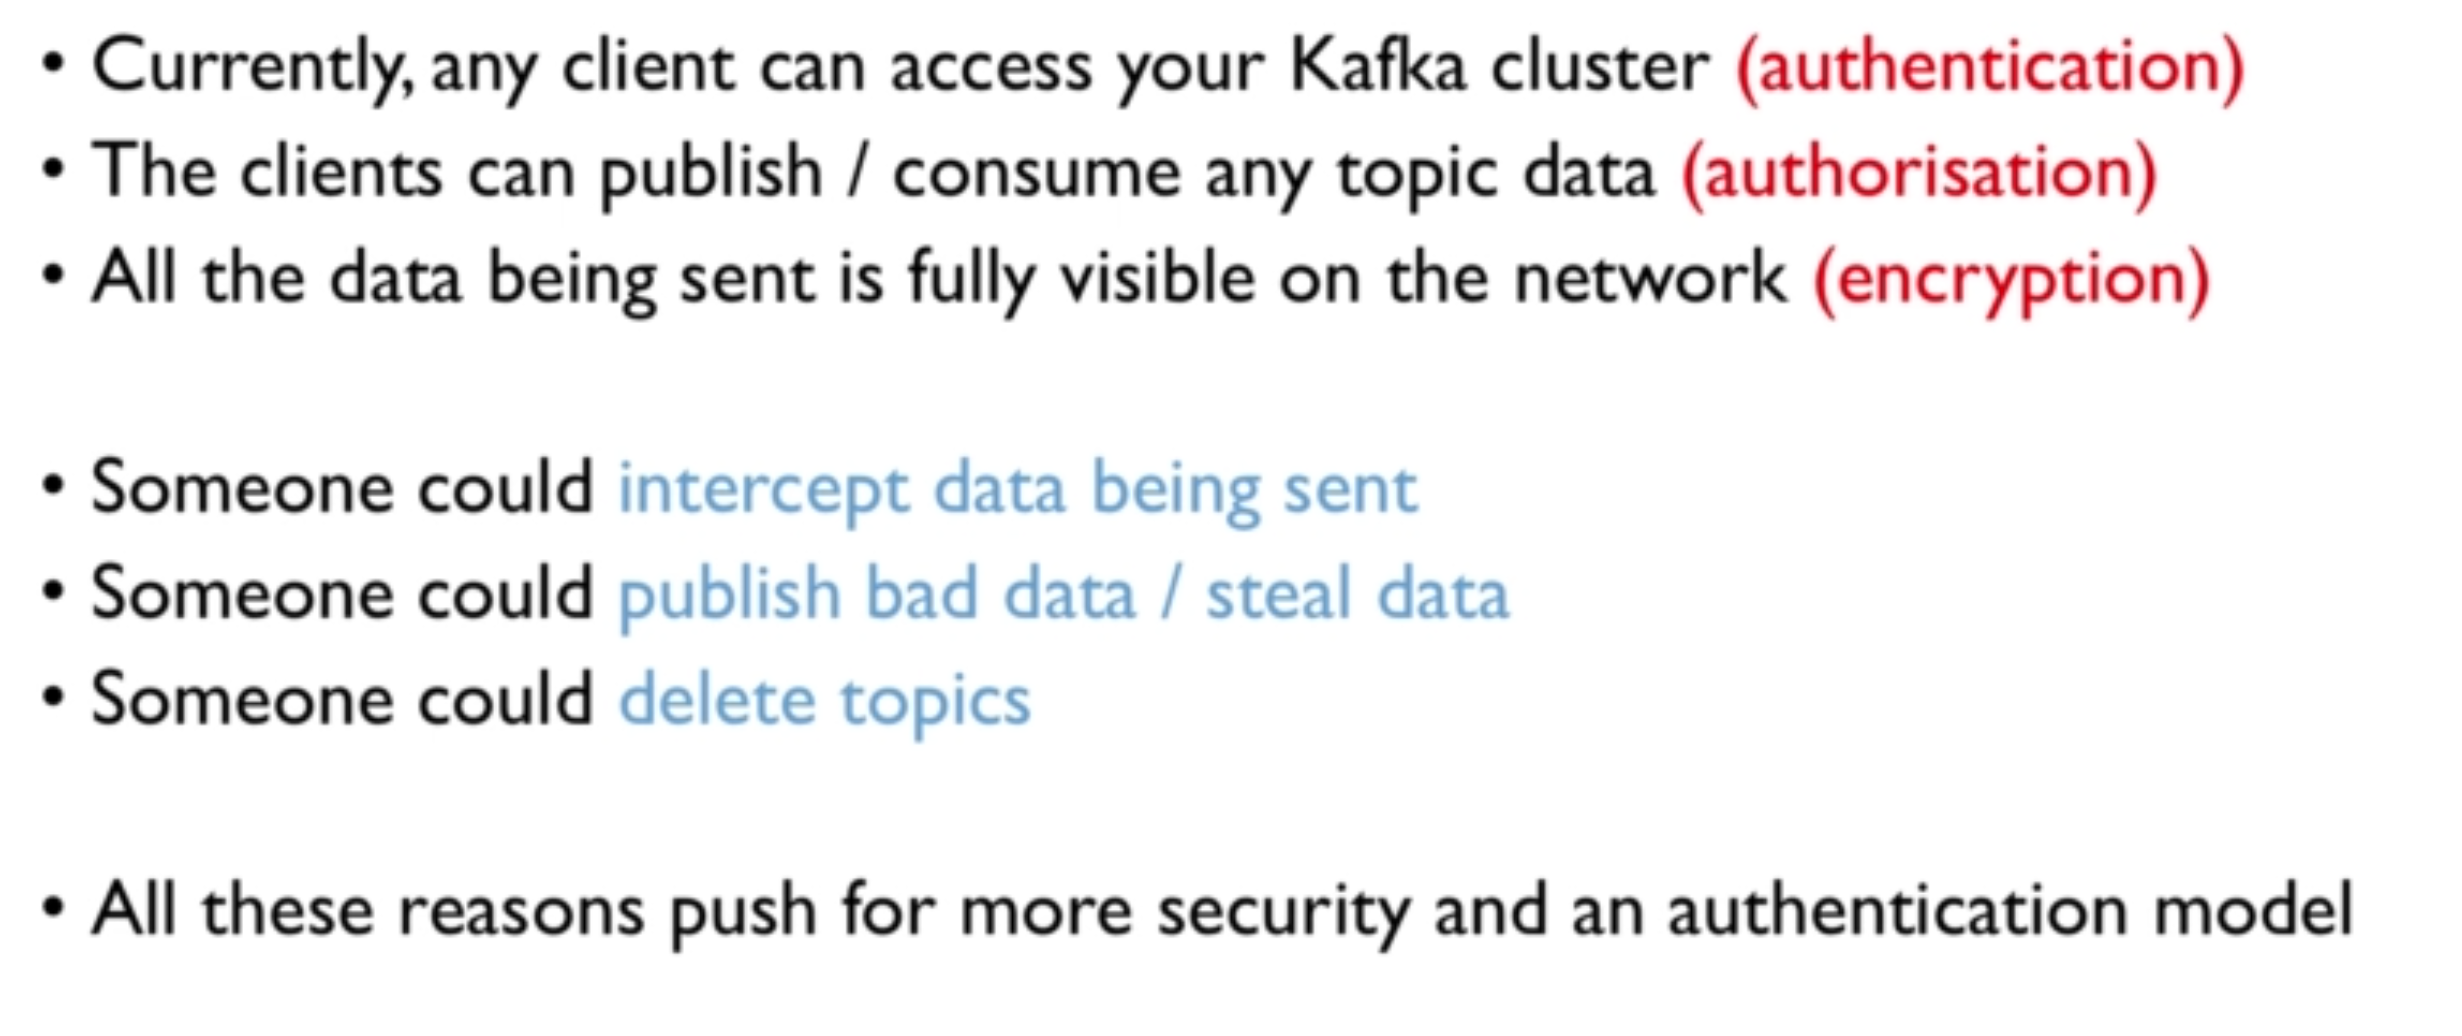 • Currently, any client can access your Kafka cluster (authentication)
• The clients can publish / consume any topic data (authorisation)
• All the data being sent is fully visible on the network (encryption)
• Someone could intercept data being sent
• Someone could publish bad data / steal data
• Someone could delete topics
• All these reasons push for more security and an authentication model